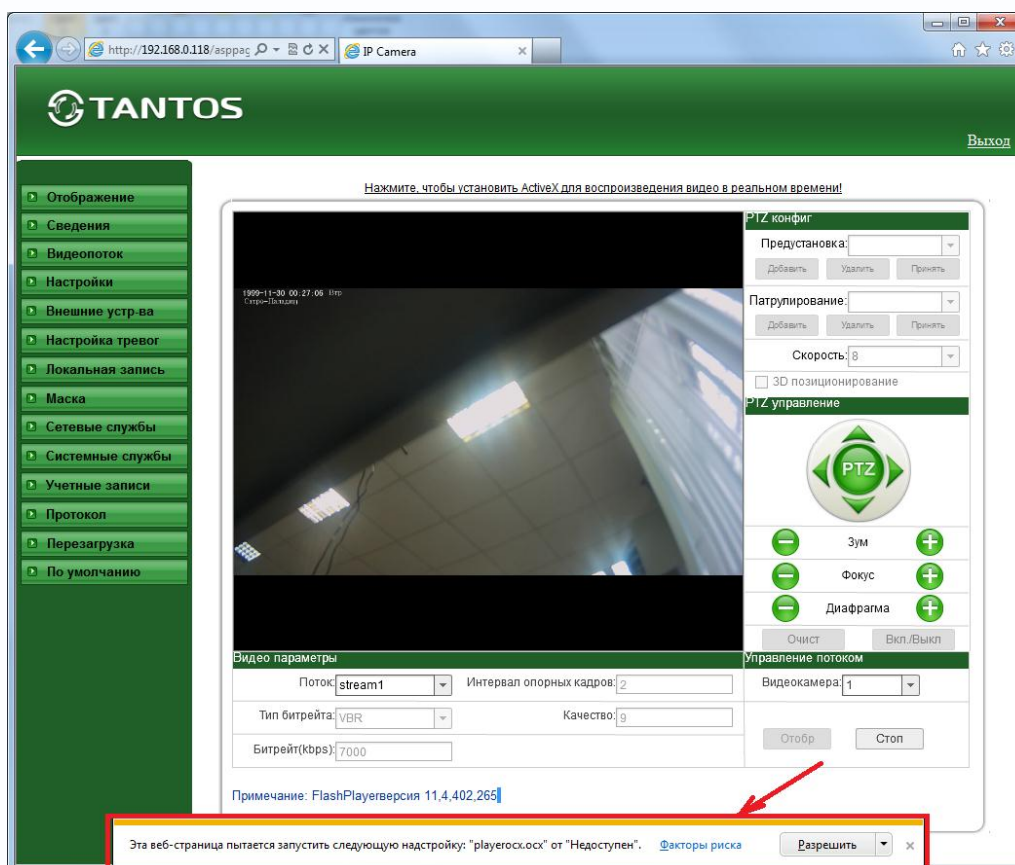 http://192.168.0.118/asppag
IP Camera
TANTOS
Выход
Нажмите, чтобы установить ActiveX для воспроизведения видео в реальном времени!
Отображение
Сведения
Видеопоток
Настройки
Внешние устр-ва
Настройка тревог
Локальная запись
Маска
Сетевые службы
Системные службы
Учетные записи
Протокол
Перезагрузка
По умолчанию
1999-11-30 00:27:06 Втр
PTZ конфиг
Предустановка:
Добавить Удалить Принять
Патрулирование:
Добавить Удалить Принять
Скорость: 8
3D позиционирование
PTZ управление
PTZ
Зум
Фокус
Диафрагма
Очист Вкл./Выкл
Видео параметры
Поток: stream1 Интервал опорных кадров: 2
Тип битрейта: VBR Качество: 9
Битрейт(kbps): 7000
Управление потоком
Видеокамера: 1
Отобр Стоп
Примечание: FlashPlayerверсия 11,4,402,265
Эта веб-страница пытается запустить следующую надстройку: "playerocx.ocx" от "Недоступен". Факторы риска Разрешить